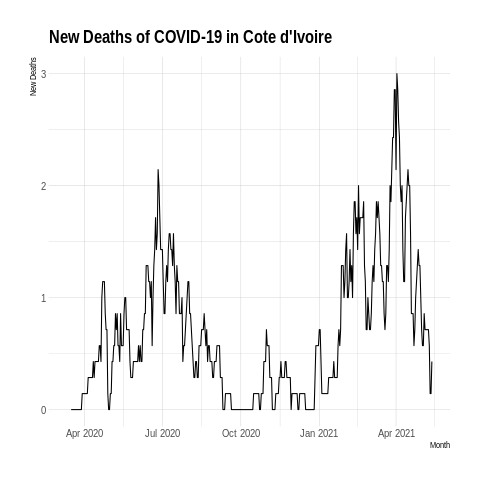 New Deaths of COVID-19 in Cote d'Ivoire
New Deaths
3
2
1
0
Apr 2020 Jul 2020 Oct 2020 Jan 2021 Apr 2021
Month